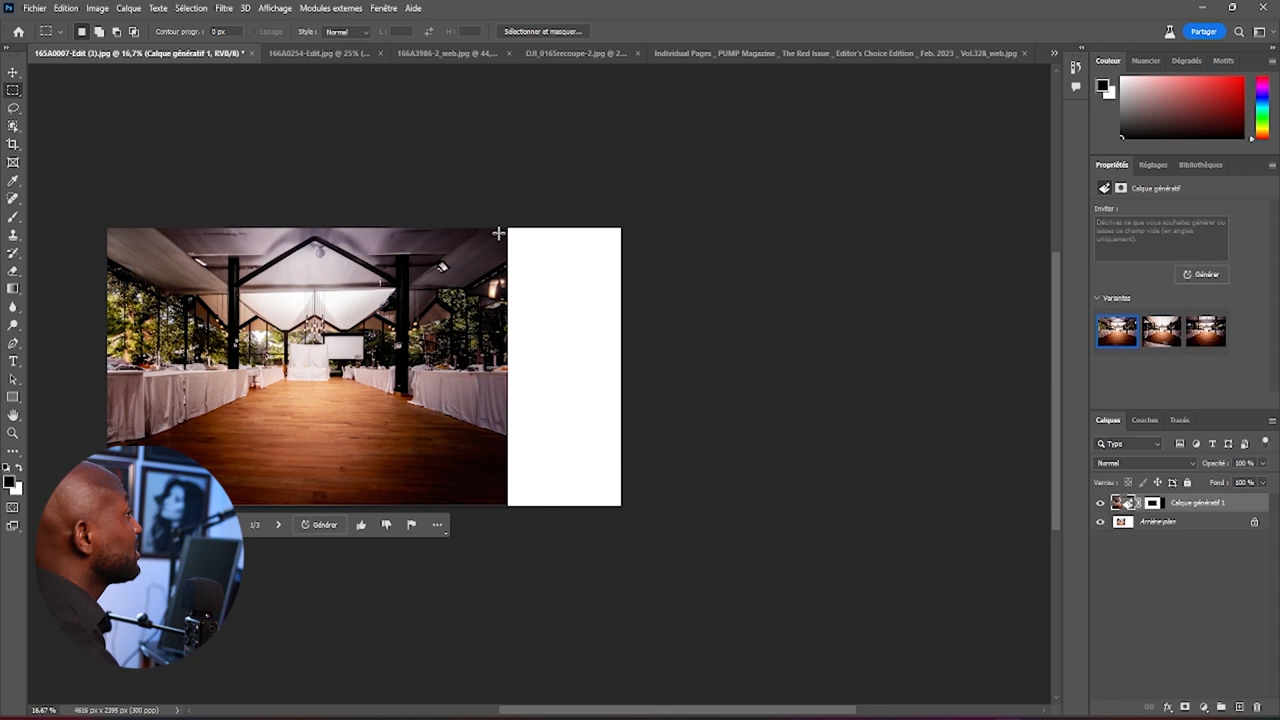 Ps Fichier Edition Image Calque Texte Sélection Filtre 3D Affichage Modules externes Fenêtre Aide
Contour progr. : 0 px Lissage Style : Normal L : H : Sélectionner et masquer... Partager
165A0007-Edit (3).jpg @ 16,7% (Calque génératif 1, RVB/8) * × 166A0254-Edit.jpg @ 25% (... × 166A3986-2_web.jpg @ 44,... × DJI_0165recoupe-2.jpg @ 2... × Individual Pages _ PUMP Magazine _ The Red Issue _ Editor's Choice Edition _ Feb. 2023 _ Vol.328_web.jpg ×
Couleur Nuancier Dégradés Motifs
Propriétés Réglages Bibliothèques
Calque génératif
Inviter :
Décrivez ce que vous souhaitez générer ou
laissez ce champ vide (en anglais
uniquement).
Générer
Variantes
Calques Couches Tracés
Type
Normal Opacité : 100 %
Verrou : Fond : 100 %
Calque génératif 1
Arrière-plan
1/3 Générer
16,67 % 4616 px x 2395 px (300 ppp)